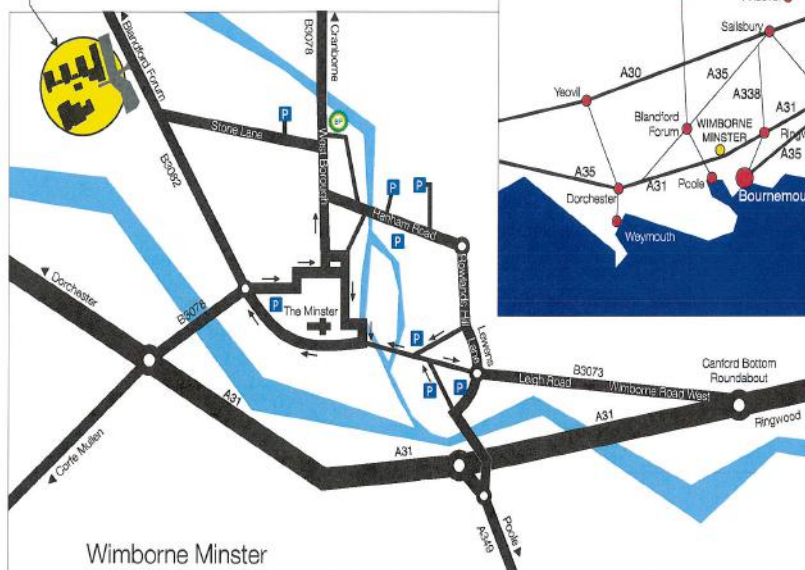 Blandford Forum
B3078
Cranborne
P
BP
Stone Lane
West Borough
P
P
B3082
Hanham Road
P
Rowlands Hill
Dorchester
B3078
P
The Minster
P
Lewens Lane
B3073
Canford Bottom
Roundabout
Leigh Road
Wimborne Road West
P
P
A31
A31
A31
Ringwood
Corfe Mullen
A349
Poole
Wimborne Minster
Salisbury
A30
A35
Yeovil
A338
A31
Blandford
Forum
WIMBORNE
MINSTER
A35
A31
Poole
A35
Dorchester
Weymouth